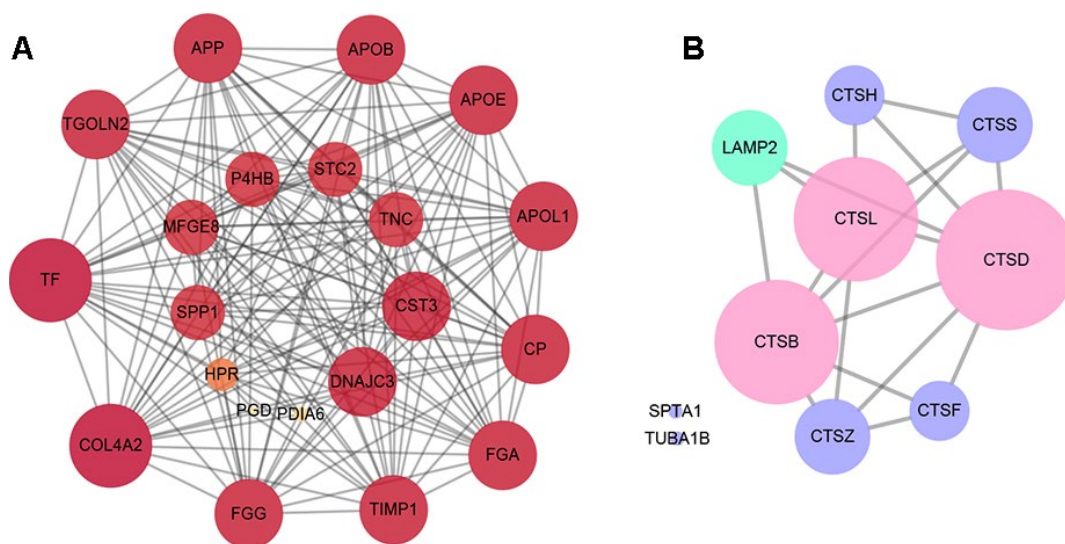 A
APP
APOB
APOE
TGOLN2
P4HB
STC2
MFGE8
TNC
APOL1
TF
SPP1
CST3
HPR
DNAJC3
CP
PGD
PDIA6
COL4A2
FGA
FGG
TIMP1
B
CTSH
CTSS
LAMP2
CTSL
CTSD
CTSB
SPTA1
TUBA1B
CTSZ
CTSF